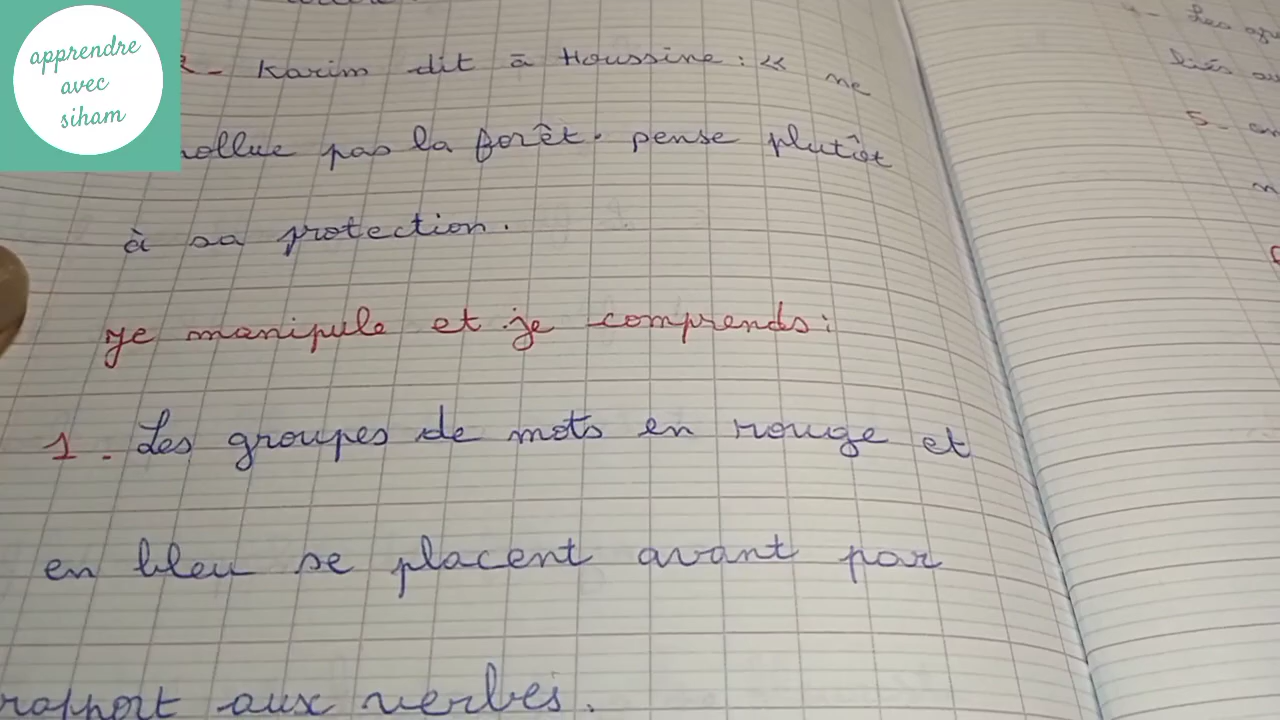 apprendre
avec
siham
2- Karim dit à Houssine : « ne
pollue pas la forêt. pense plutôt
à sa protection.
je manipule et je comprends :
1. Les groupes de mots en rouge et
en bleu se placent avant par
rapport aux verbes.
Les
5-